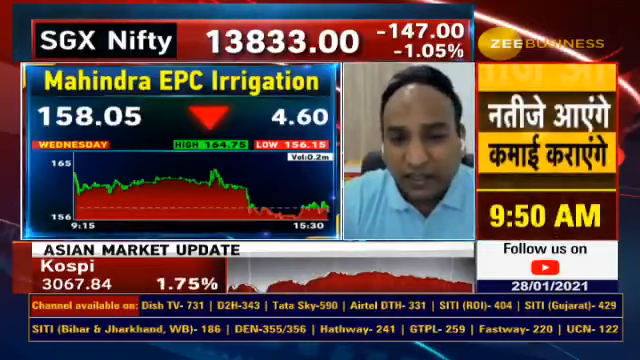 SGX Nifty 13833.00 -147.00
-1.05%
ZEE BUSINESS
Mahindra EPC Irrigation
158.05 4.60
WEDNESDAY HIGH 164.75 LOW 156.15
Vol:0.2m
165
156
9:15 15:30
नतीजे आएंगे
कमाई कराएंगे
9:50 AM
Follow us on
28/01/2021
ASIAN MARKET UPDATE
Kospi
3067.84 1.75%
Channel available on: Dish TV- 731 | D2H-343 | Tata Sky-590 | Airtel DTH- 331 | SITI (ROI)- 404 | SITI (Gujarat)- 429
SITI (Bihar & Jharkhand, WB)- 186 | DEN-355/356 | Hathway- 241 | GTPL- 259 | Fastway- 220 | UCN- 122